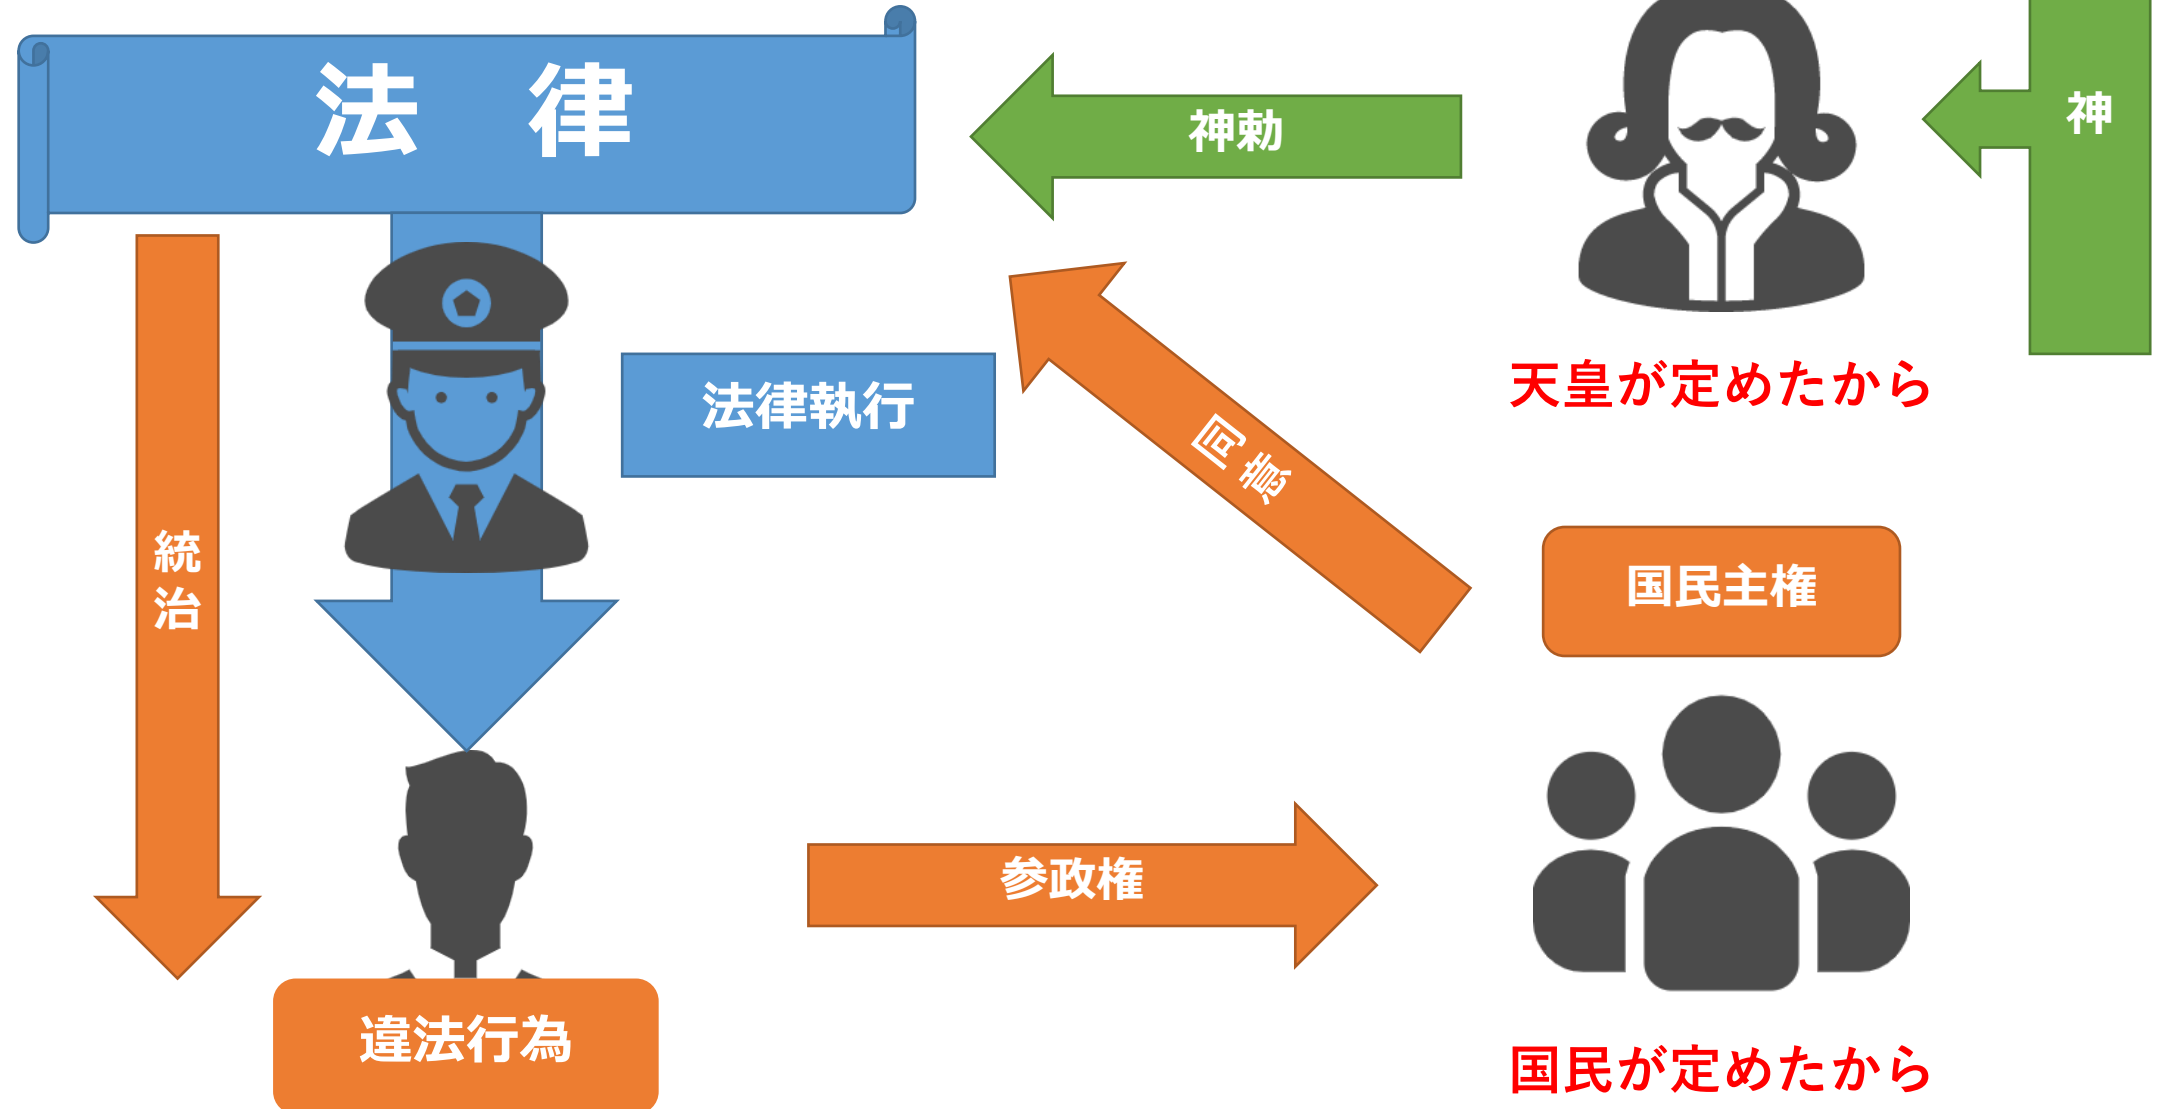 法　律
神勅
神
天皇が定めたから
法律執行
同意
統治
国民主権
参政権
違法行為
国民が定めたから